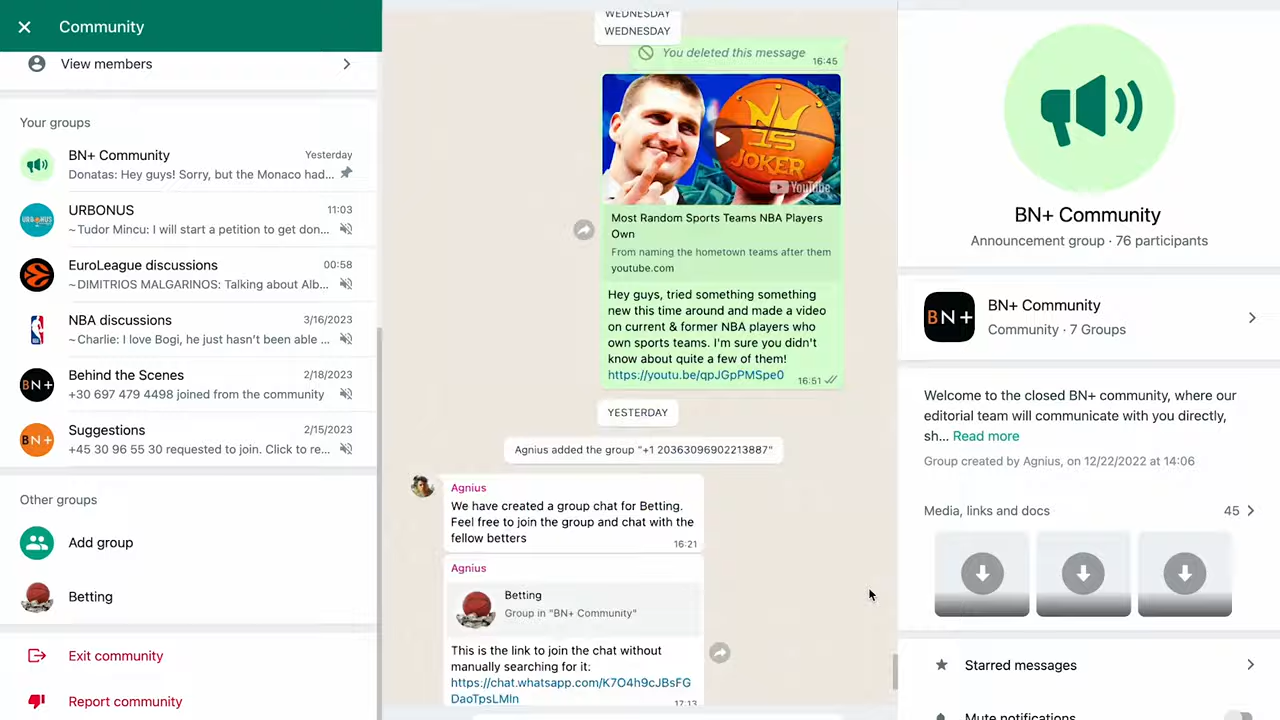 Community
View members
Your groups
BN+ Community
Yesterday
Donatas: Hey guys! Sorry, but the Monaco had...
URBONUS
11:03
~Tudor Mincu: I will start a petition to get don...
EuroLeague discussions
00:58
~DIMITRIOS MALGARINOS: Talking about Alb...
NBA discussions
3/16/2023
~Charlie: I love Bogi, he just hasn't been able ...
Behind the Scenes
2/18/2023
BN+
+30 697 479 4498 joined from the community
Suggestions
2/15/2023
BN+
+45 30 96 55 30 requested to join. Click to re...
Other groups
Add group
Betting
Exit community
Report community
WEDNESDAY
WEDNESDAY
You deleted this message
16:45
JOKER
YouTube
Most Random Sports Teams NBA Players
Own
From naming the hometown teams after them
youtube.com
Hey guys, tried something something
new this time around and made a video
on current & former NBA players who
own sports teams. I'm sure you didn't
know about quite a few of them!
https://youtu.be/qpJGpPMSpe0
16:51
YESTERDAY
Agnius added the group "+1 20363096902213887"
Agnius
We have created a group chat for Betting.
Feel free to join the group and chat with the
fellow betters
16:21
Agnius
Betting
Group in "BN+ Community"
This is the link to join the chat without
manually searching for it:
https://chat.whatsapp.com/K7O4h9cJBsFG
DaoTpsLMln
17:13
BN+ Community
Announcement group · 76 participants
BN+
BN+ Community
Community · 7 Groups
Welcome to the closed BN+ community, where our
editorial team will communicate with you directly,
sh... Read more
Group created by Agnius, on 12/22/2022 at 14:06
Media, links and docs
45
Starred messages
Mute notifications